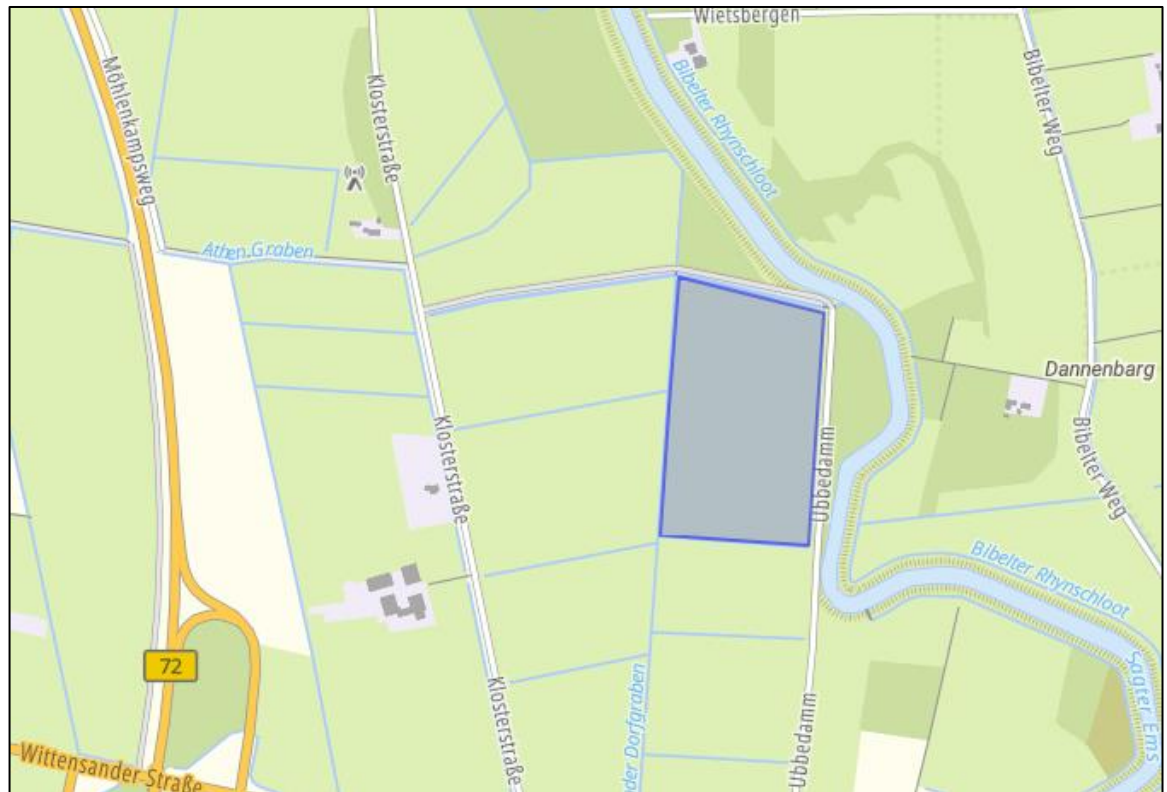 Wietsbergen
Möhlenkampsweg
Klosterstraße
Bibelter Rhynschloot
Bibelter Weg
Athen Graben
Dannenbarg
Klosterstraße
Ubbedamm
Bibelter Weg
Bibelter Rhynschloot
72
Klosterstraße
der Dorfgraben
Ubbedamm
Sagter Ems
Wittensander Straße